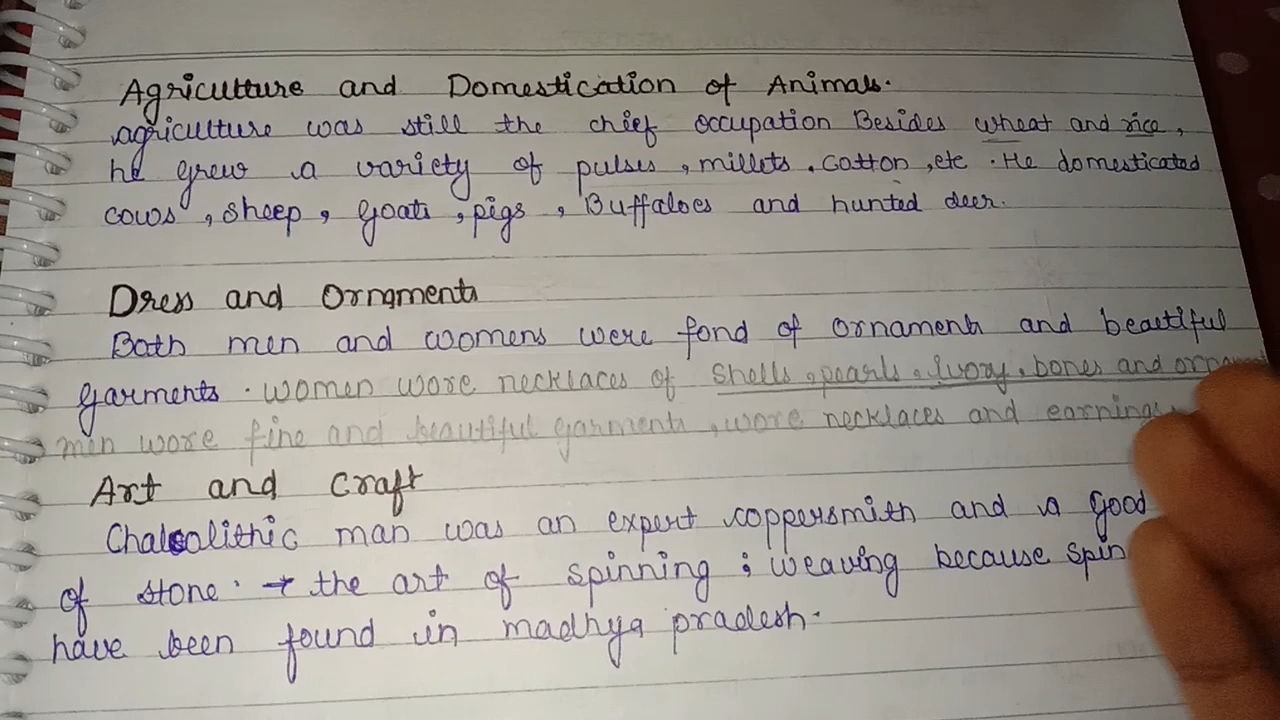 Agriculture and Domestication of Animals.
agriculture was still the chief occupation Besides wheat and rice,
he grew a variety of pulses, millets. cotton, etc. He domesticated
cows, sheep, goats, pigs, Buffaloes and hunted deer.
Dress and Ornaments
Both men and womens were fond of ornaments and beautiful
garments. women wore necklaces of shells, pearls, ivory, bones and
men wore fine and beautiful garments, wore necklaces and earnings
Art and craft
Chalcolithic man was an expert coppersmith and a good
of stone. → the art of spinning & weaving because spin
have been found in madhya pradesh.